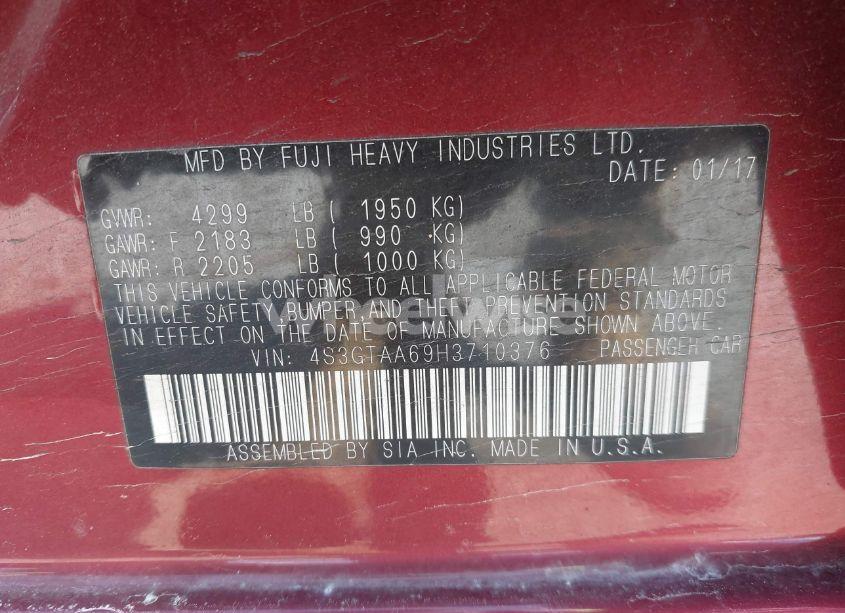 MFD BY FUJI HEAVY INDUSTRIES LTD.
DATE: 01/17
GVWR: 4299 LB ( 1950 KG)
GAWR: F 2183 LB ( 990 KG)
GAWR: R 2205 LB ( 1000 KG)
THIS VEHICLE CONFORMS TO ALL APPLICABLE FEDERAL MOTOR
VEHICLE SAFETY, BUMPER, AND THEFT PREVENTION STANDARDS
IN EFFECT ON THE DATE OF MANUFACTURE SHOWN ABOVE.
VIN: 4S3GTAA69H3710376 PASSENGER CAR
ASSEMBLED BY SIA INC. MADE IN U.S.A.